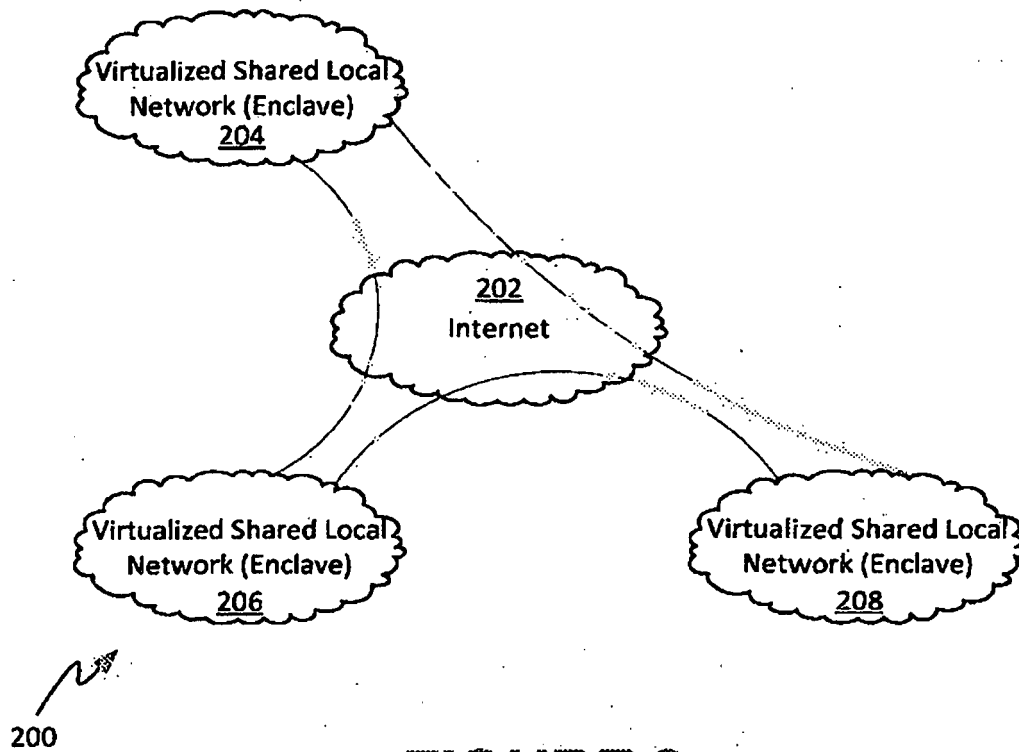 Virtualized Shared Local
Network (Enclave)
204
202
Internet
Virtualized Shared Local
Network (Enclave)
206
Virtualized Shared Local
Network (Enclave)
208
200